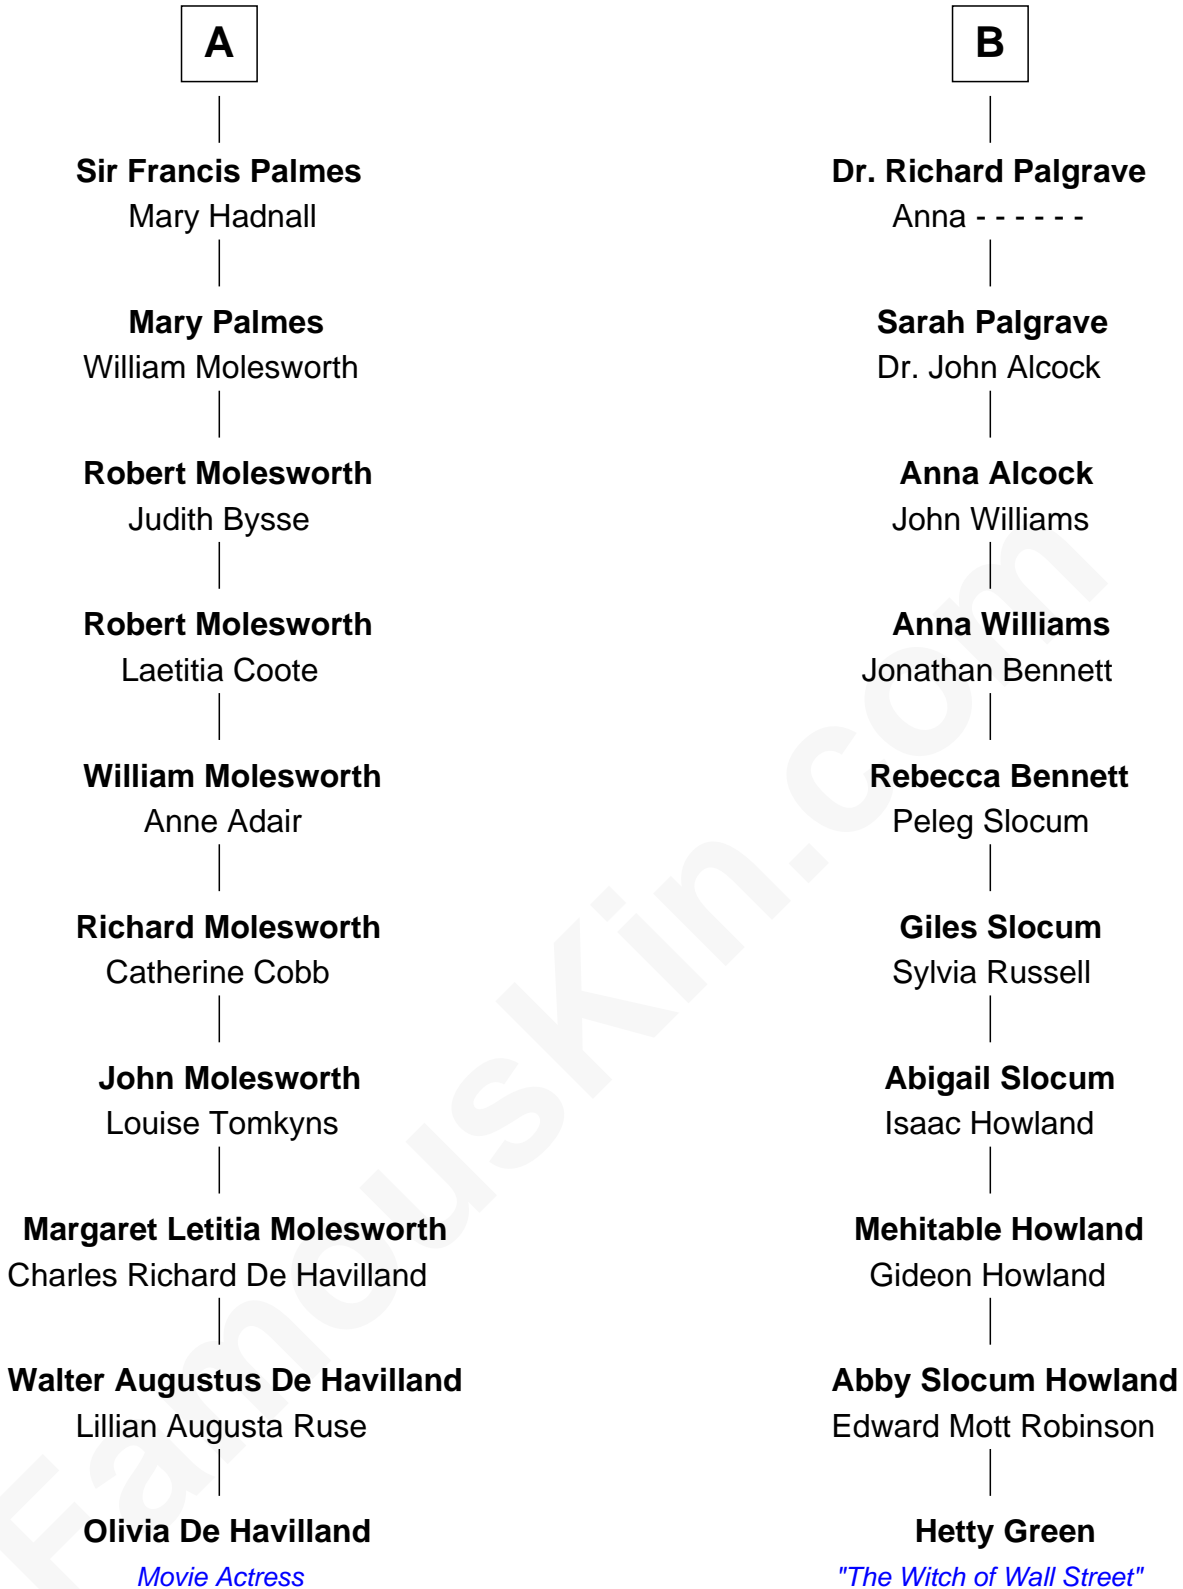 A
Sir Francis Palmes
Mary Hadnall
Mary Palmes
William Molesworth
Robert Molesworth
Judith Bysse
Robert Molesworth
Laetitia Coote
William Molesworth
Anne Adair
Richard Molesworth
Catherine Cobb
John Molesworth
Louise Tomkyns
Margaret Letitia Molesworth
Charles Richard De Havilland
Walter Augustus De Havilland
Lillian Augusta Ruse
Olivia De Havilland
Movie Actress
B
Dr. Richard Palgrave
Anna - - - - - -
Sarah Palgrave
Dr. John Alcock
Anna Alcock
John Williams
Anna Williams
Jonathan Bennett
Rebecca Bennett
Peleg Slocum
Giles Slocum
Sylvia Russell
Abigail Slocum
Isaac Howland
Mehitable Howland
Gideon Howland
Abby Slocum Howland
Edward Mott Robinson
Hetty Green
"The Witch of Wall Street"
FamousKin.com